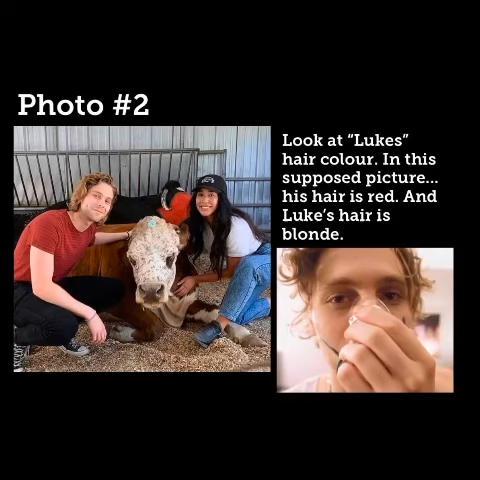 Photo #2
Look at “Lukes”
hair colour. In this
supposed picture...
his hair is red. And
Luke’s hair is
blonde.